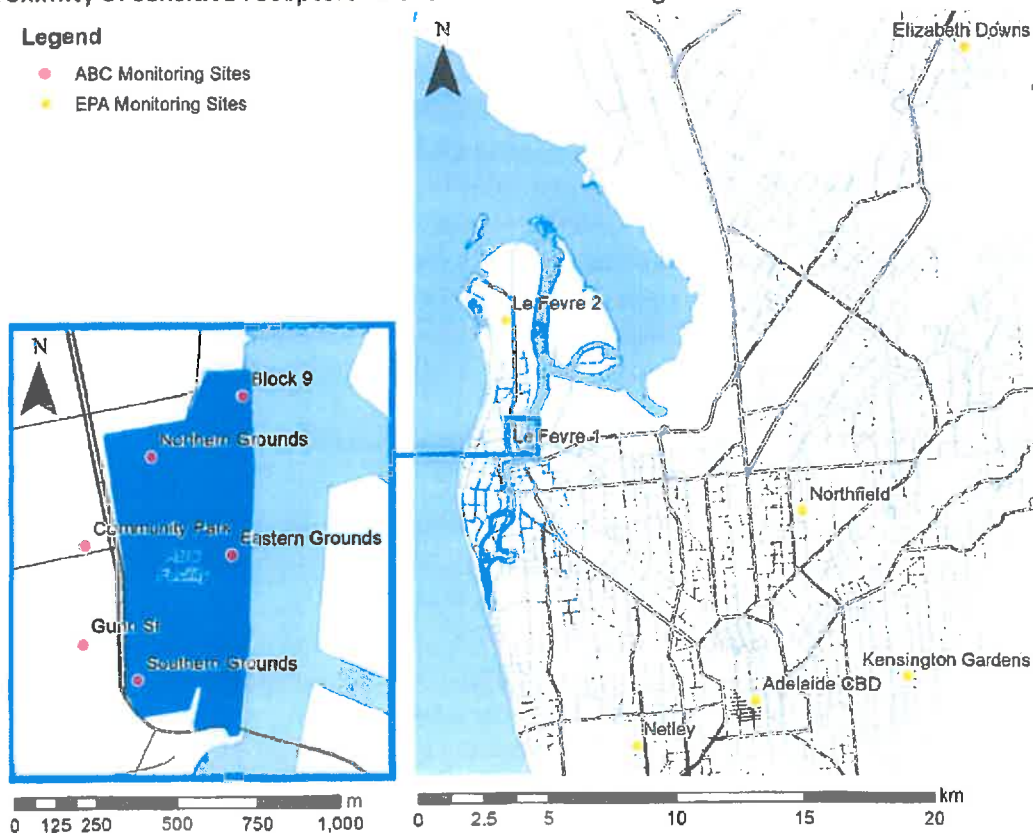 Legend
ABC Monitoring Sites
EPA Monitoring Sites
N
Elizabeth Downs
Le Fevre 2
Le Fevre 1
Northfield
Kensington Gardens
Adelaide CBD
Netley
N
Block 9
Northern Grounds
Community Park
Eastern Grounds
ABC
Facility
Gunn St
Southern Grounds
m
0 125 250 500 750 1,000
km
0 2.5 5 10 15 20